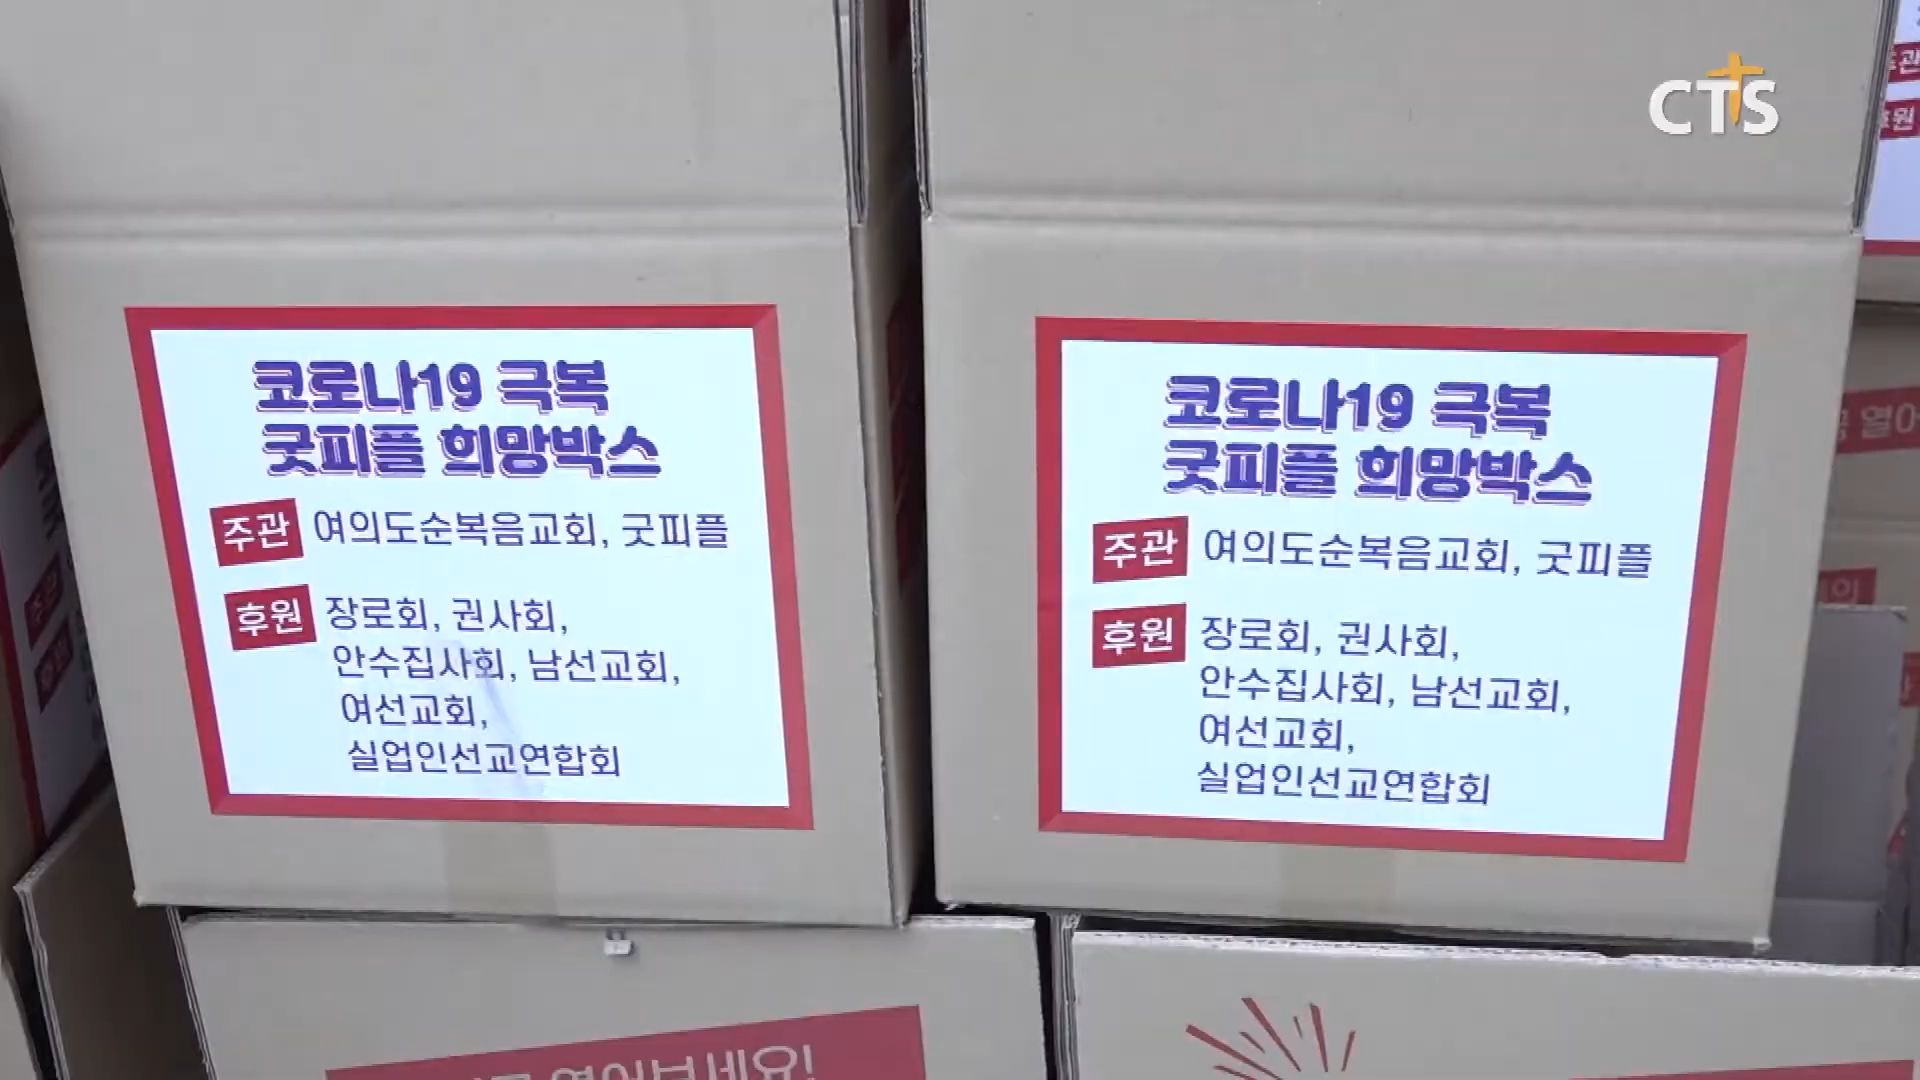 CTS
코로나19 극복
굿피플 희망박스
주관 여의도순복음교회, 굿피플
후원 장로회, 권사회,
안수집사회, 남선교회,
여선교회,
실업인선교연합회
코로나19 극복
굿피플 희망박스
주관 여의도순복음교회, 굿피플
후원 장로회, 권사회,
안수집사회, 남선교회,
여선교회,
실업인선교연합회
열어보세요!